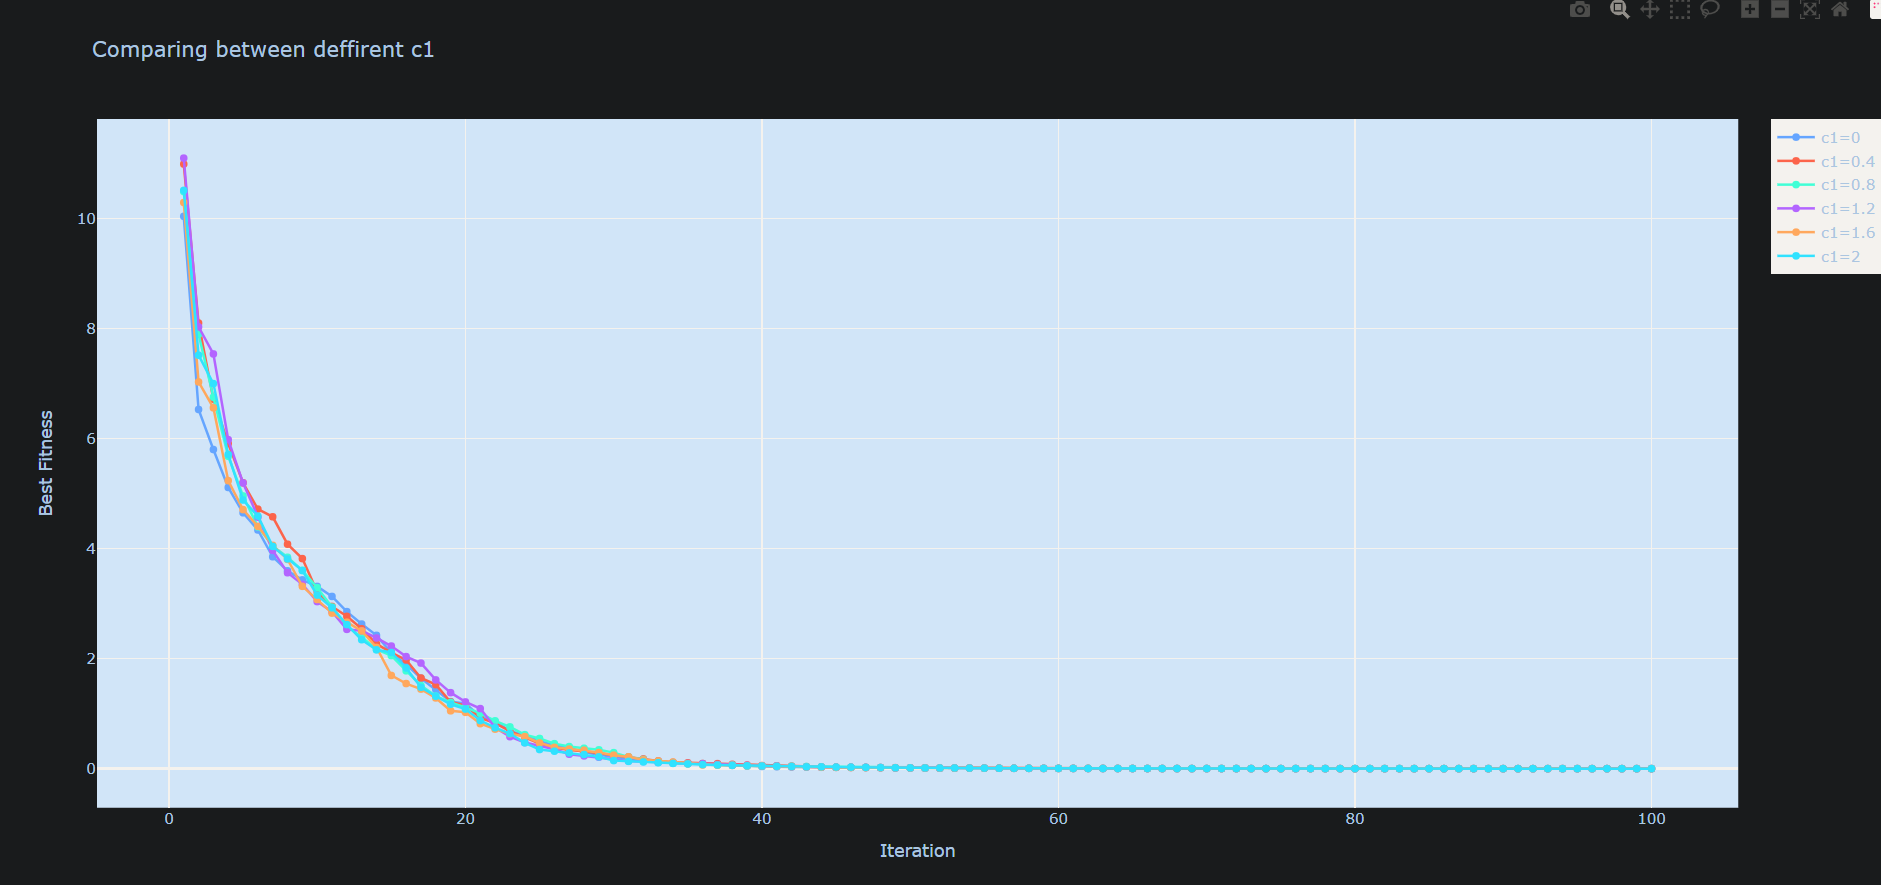 Comparing between deffirent c1
c1=0
c1=0.4
c1=0.8
c1=1.2
c1=1.6
c1=2
10
8
6
4
2
0
Best Fitness
0 20 40 60 80 100
Iteration